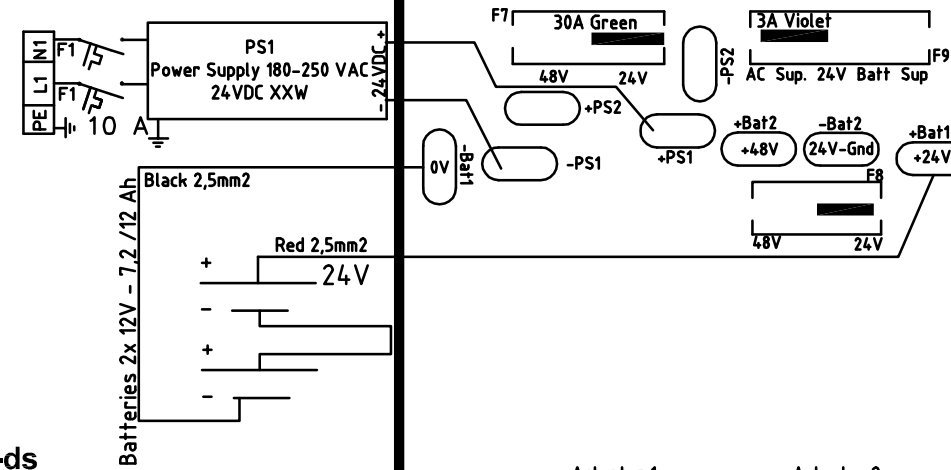 F7
30A Green
48V 24V
-PS2
3A Violet
F9
AC Sup. 24V Batt Sup
N1
L1
PE
F1
F1
10 A
PS1
Power Supply 180-250 VAC
24VDC XXW
- 24VDC +
+PS2
+PS1
-PS1
0V
-Bat1
+Bat2
+48V
-Bat2
24V-Gnd
+Bat1
+24V
F8
48V 24V
Black 2,5mm2
Red 2,5mm2
24V
+
-
+
-
Batteries 2x 12V - 7,2 /12 Ah
-ds